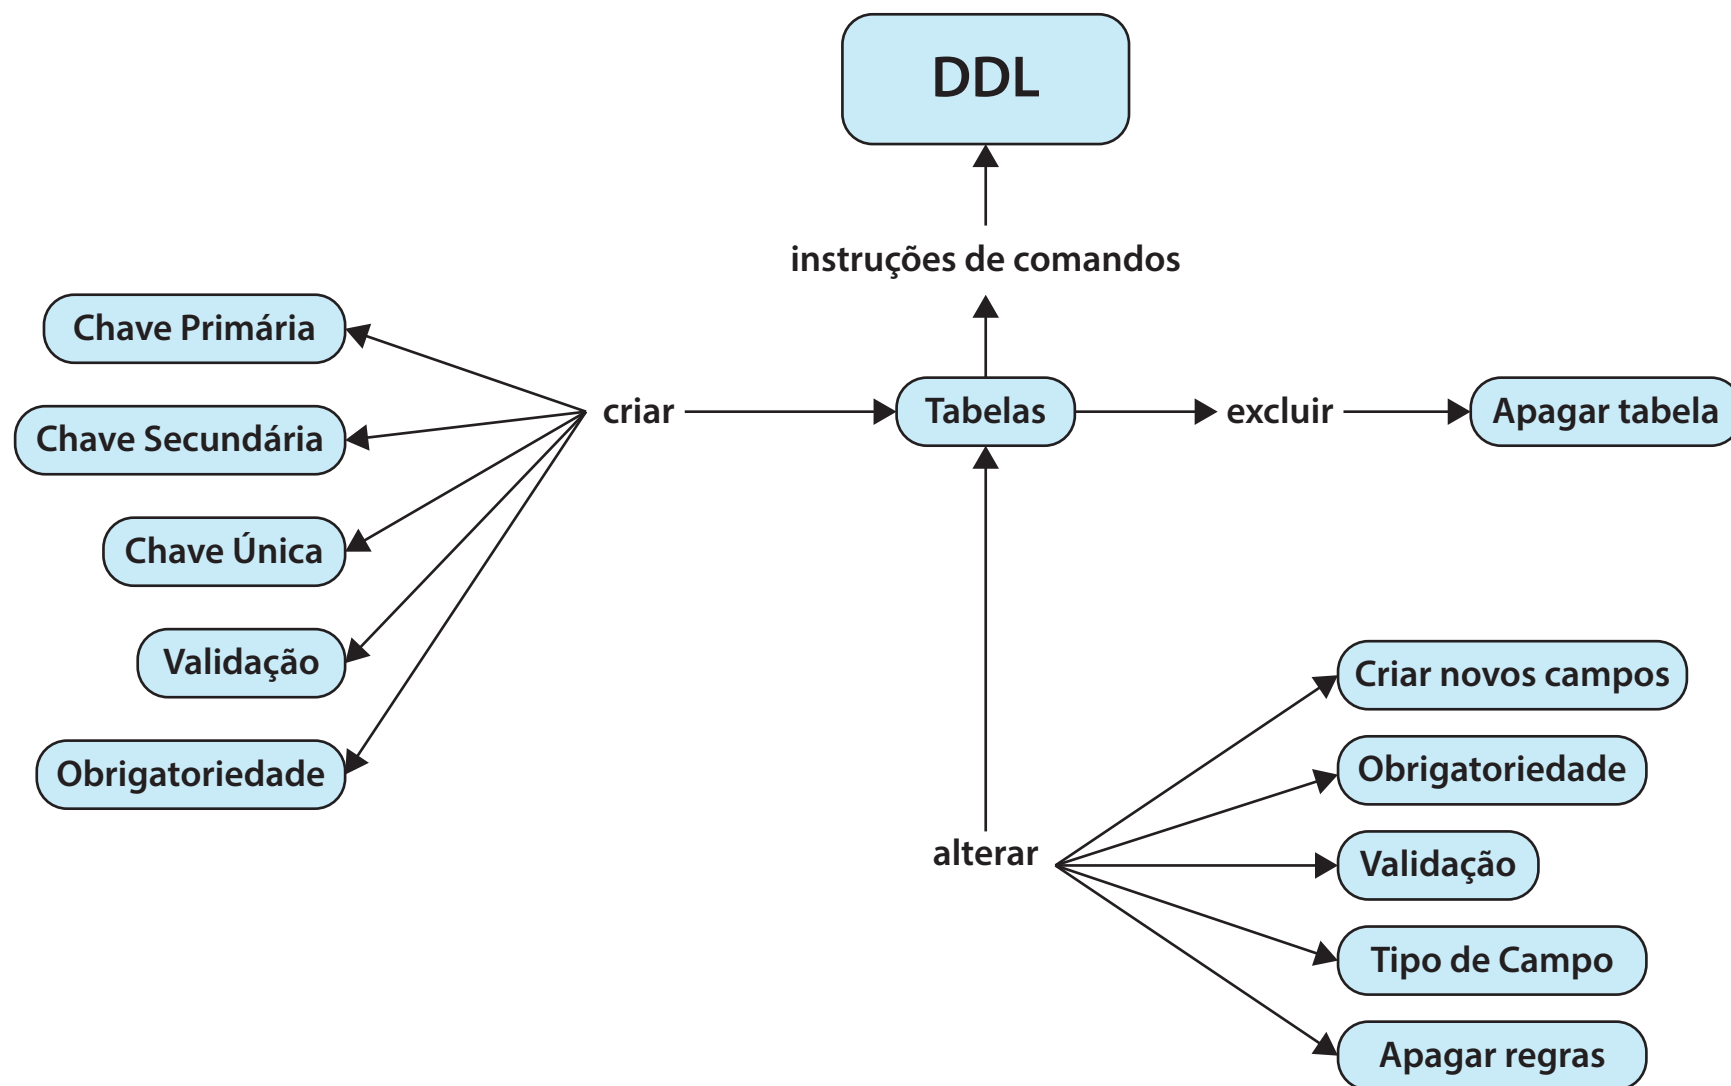 DDL
instruções de comandos
Chave Primária
Chave Secundária
Chave Única
Validação
Obrigatoriedade
criar
Tabelas
excluir
Apagar tabela
alterar
Criar novos campos
Obrigatoriedade
Validação
Tipo de Campo
Apagar regras